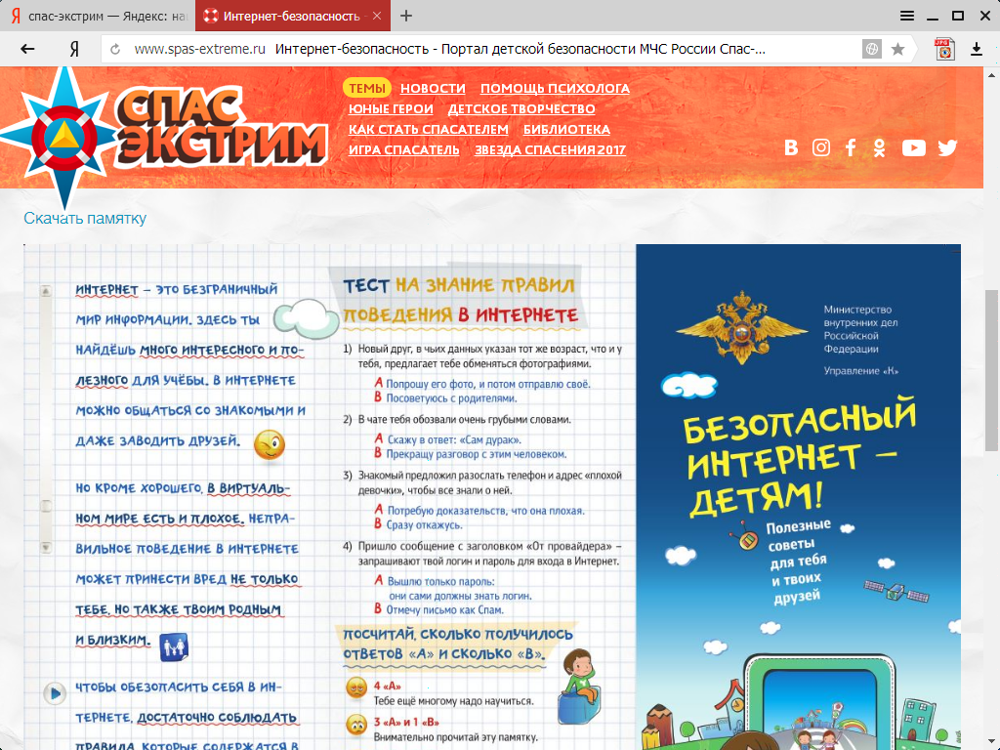 спас-экстрим — Яндекс: на
Интернет-безопасность -
www.spas-extreme.ru Интернет-безопасность - Портал детской безопасности МЧС России Спас-...
СПАС
ЭКСТРИМ
ТЕМЫ НОВОСТИ ПОМОЩЬ ПСИХОЛОГА
ЮНЫЕ ГЕРОИ ДЕТСКОЕ ТВОРЧЕСТВО
КАК СТАТЬ СПАСАТЕЛЕМ БИБЛИОТЕКА
ИГРА СПАСАТЕЛЬ ЗВЕЗДА СПАСЕНИЯ 2017
Скачать памятку
ИНТЕРНЕТ – ЭТО БЕЗГРАНИЧНЫЙ
МИР ИНФОРМАЦИИ. ЗДЕСЬ ТЫ
НАЙДЁШЬ МНОГО ИНТЕРЕСНОГО И ПО-
ЛЕЗНОГО ДЛЯ УЧЁБЫ. В ИНТЕРНЕТЕ
МОЖНО ОБЩАТЬСЯ СО ЗНАКОМЫМИ И
ДАЖЕ ЗАВОДИТЬ ДРУЗЕЙ.
НО КРОМЕ ХОРОШЕГО, В ВИРТУАЛЬ-
НОМ МИРЕ ЕСТЬ И ПЛОХОЕ. НЕПРА-
ВИЛЬНОЕ ПОВЕДЕНИЕ В ИНТЕРНЕТЕ
МОЖЕТ ПРИНЕСТИ ВРЕД НЕ ТОЛЬКО
ТЕБЕ, НО ТАКЖЕ ТВОИМ РОДНЫМ
И БЛИЗКИМ.
ЧТОБЫ ОБЕЗОПАСИТЬ СЕБЯ В ИН-
ТЕРНЕТЕ, ДОСТАТОЧНО СОБЛЮДАТЬ
ПРАВИЛА, КОТОРЫЕ СОДЕРЖАТСЯ В
ТЕСТ НА ЗНАНИЕ ПРАВИЛ
ПОВЕДЕНИЯ В ИНТЕРНЕТЕ
1) Новый друг, в чьих данных указан тот же возраст, что и у
тебя, предлагает тебе обменяться фотографиями.
А Попрошу его фото, и потом отправлю своё.
В Посоветуюсь с родителями.
2) В чате тебя обозвали очень грубыми словами.
А Скажу в ответ: «Сам дурак».
В Прекращу разговор с этим человеком.
3) Знакомый предложил разослать телефон и адрес «плохой
девочки», чтобы все знали о ней.
А Потребую доказательств, что она плохая.
В Сразу откажусь.
4) Пришло сообщение с заголовком «От провайдера» –
запрашивают твой логин и пароль для входа в Интернет.
А Вышлю только пароль:
они сами должны знать логин.
В Отмечу письмо как Спам.
ПОСЧИТАЙ, СКОЛЬКО ПОЛУЧИЛОСЬ
ОТВЕТОВ «А» И СКОЛЬКО «В».
4 «А»
Тебе ещё многому надо научиться.
3 «А» и 1 «В»
Внимательно прочитай эту памятку.
Министерство
внутренних дел
Российской
Федерации
Управление «К»
БЕЗОПАСНЫЙ
ИНТЕРНЕТ –
ДЕТЯМ!
Полезные
советы
для тебя
и твоих
друзей